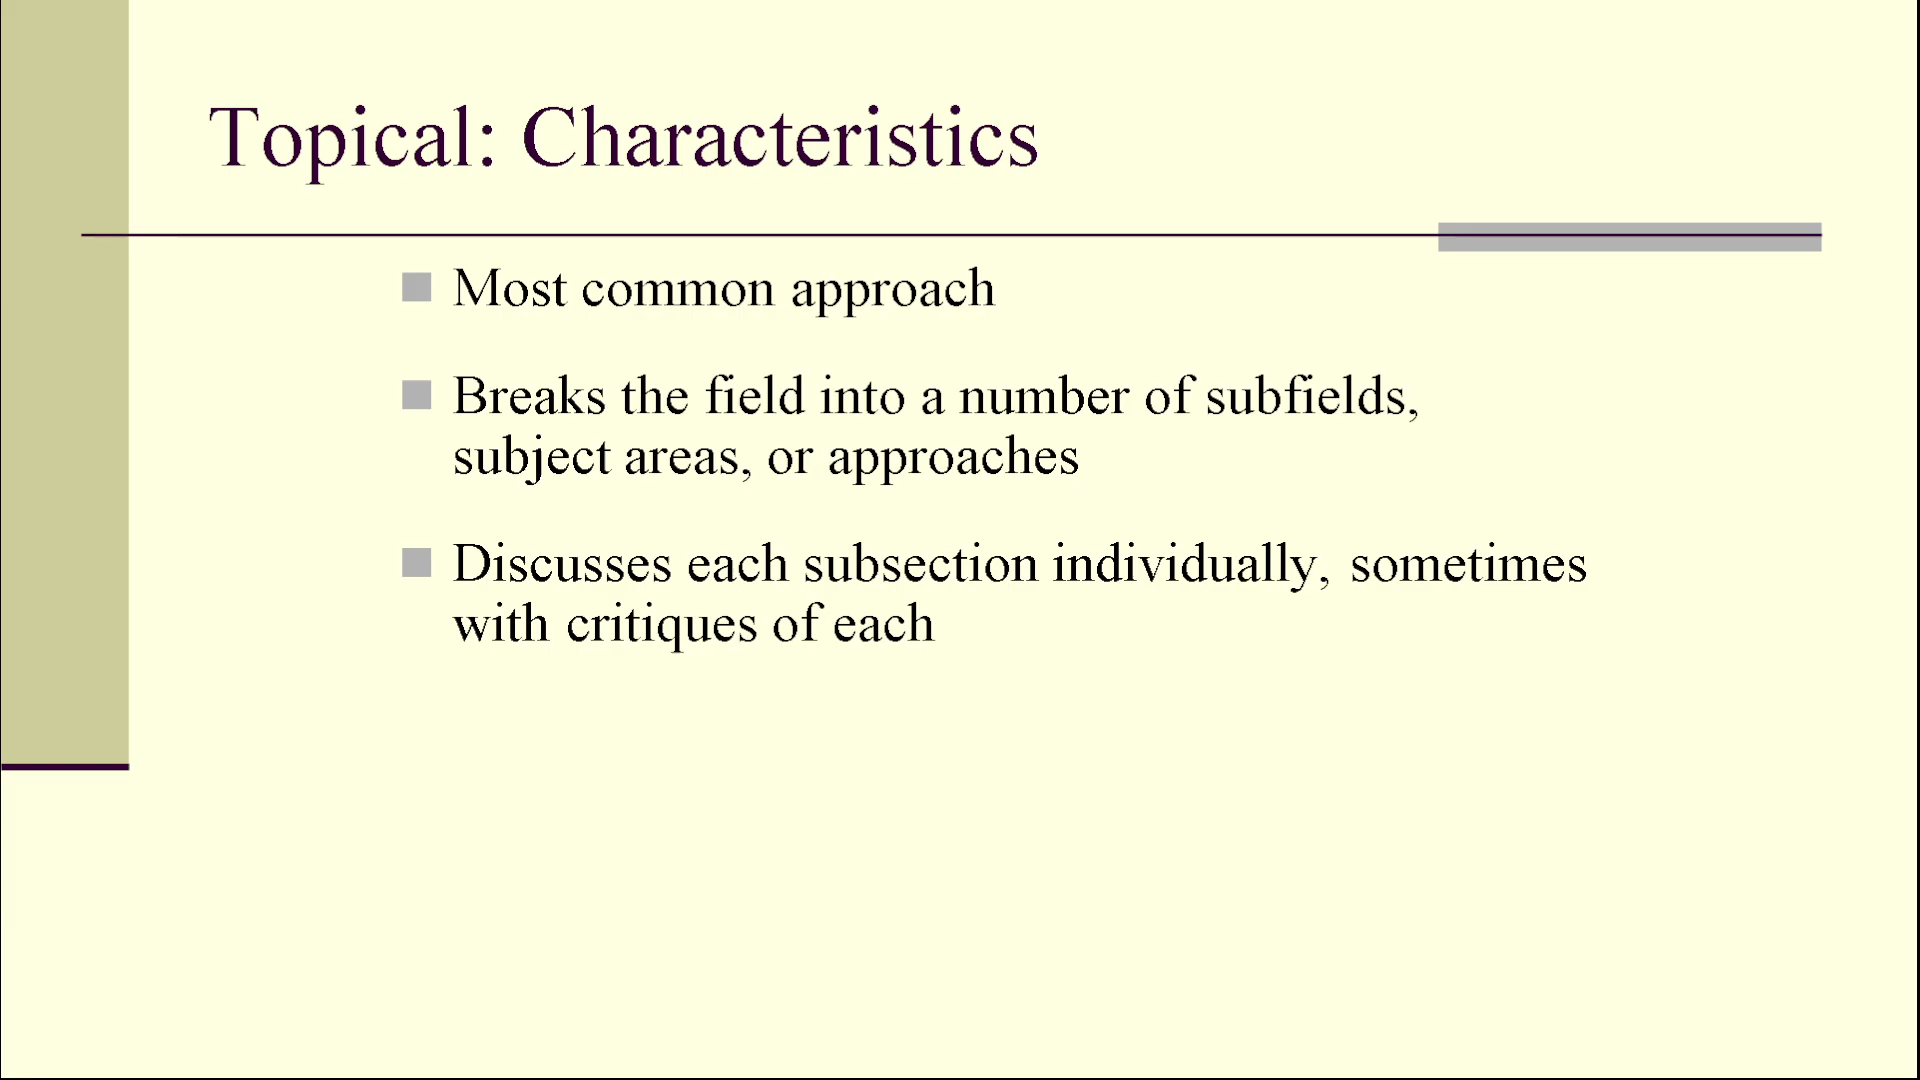 Topical: Characteristics
Most common approach
Breaks the field into a number of subfields,
subject areas, or approaches
Discusses each subsection individually, sometimes
with critiques of each